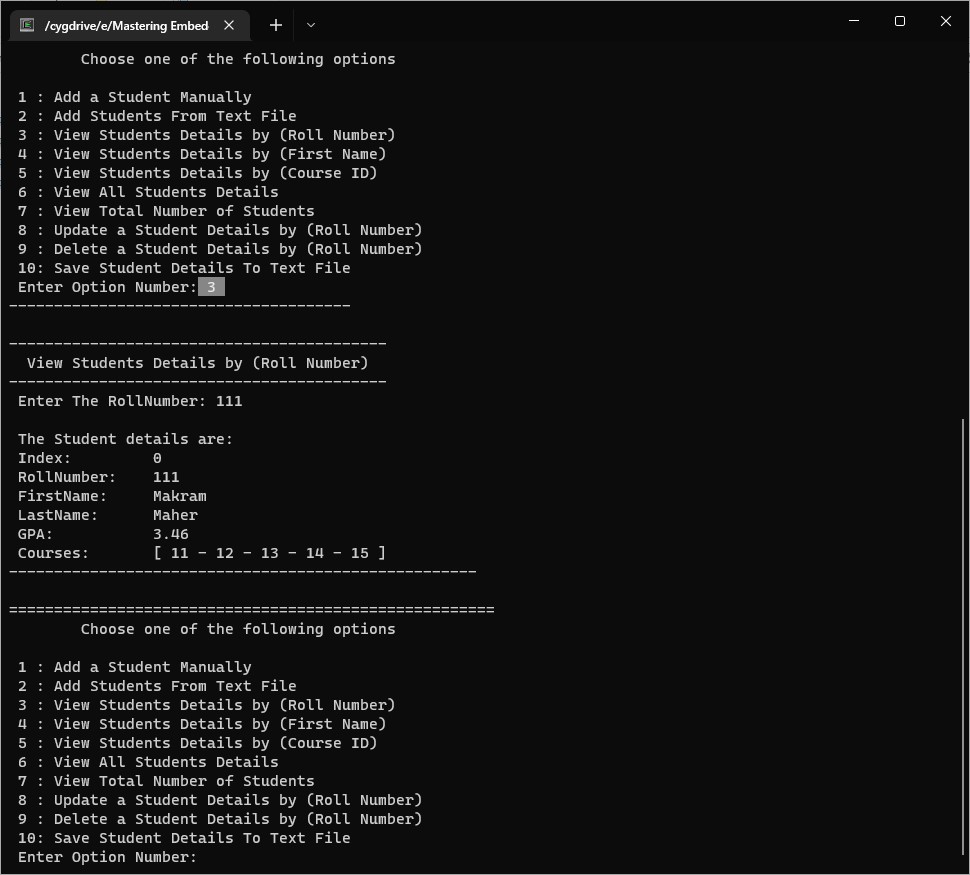 /cygdrive/e/Mastering Embed
Choose one of the following options
1 : Add a Student Manually
2 : Add Students From Text File
3 : View Students Details by (Roll Number)
4 : View Students Details by (First Name)
5 : View Students Details by (Course ID)
6 : View All Students Details
7 : View Total Number of Students
8 : Update a Student Details by (Roll Number)
9 : Delete a Student Details by (Roll Number)
10: Save Student Details To Text File
Enter Option Number: 3
--------------------------------------
------------------------------------------
View Students Details by (Roll Number)
------------------------------------------
Enter The RollNumber: 111
The Student details are:
Index: 0
RollNumber: 111
FirstName: Makram
LastName: Maher
GPA: 3.46
Courses: [ 11 - 12 - 13 - 14 - 15 ]
----------------------------------------------------
======================================================
Choose one of the following options
1 : Add a Student Manually
2 : Add Students From Text File
3 : View Students Details by (Roll Number)
4 : View Students Details by (First Name)
5 : View Students Details by (Course ID)
6 : View All Students Details
7 : View Total Number of Students
8 : Update a Student Details by (Roll Number)
9 : Delete a Student Details by (Roll Number)
10: Save Student Details To Text File
Enter Option Number: